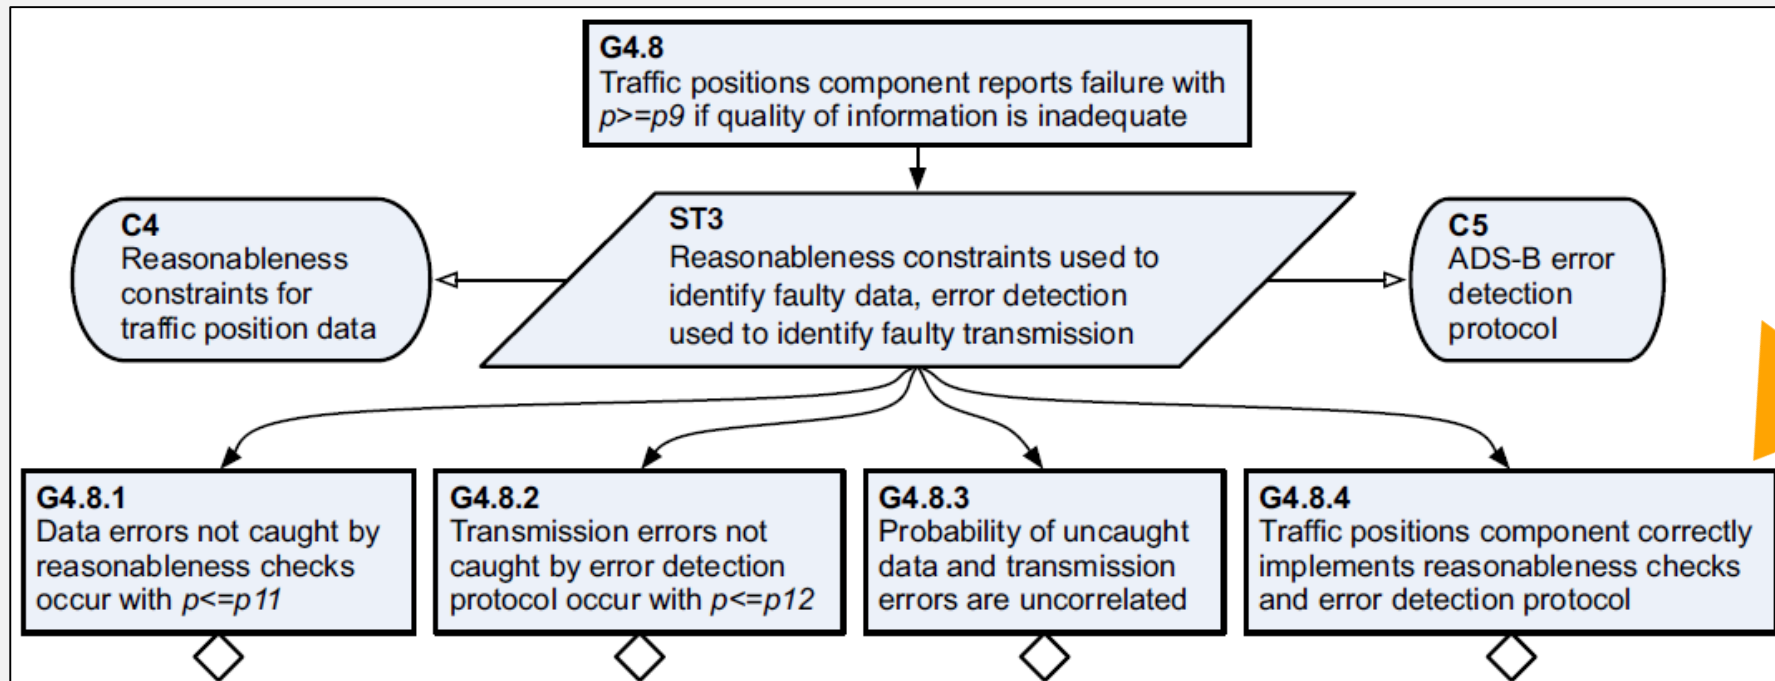 G4.8
Traffic positions component reports failure with
p>=p9 if quality of information is inadequate
C4
Reasonableness
constraints for
traffic position data
ST3
Reasonableness constraints used to
identify faulty data, error detection
used to identify faulty transmission
C5
ADS-B error
detection
protocol
G4.8.1
Data errors not caught by
reasonableness checks
occur with p<=p11
G4.8.2
Transmission errors not
caught by error detection
protocol occur with p<=p12
G4.8.3
Probability of uncaught
data and transmission
errors are uncorrelated
G4.8.4
Traffic positions component correctly
implements reasonableness checks
and error detection protocol